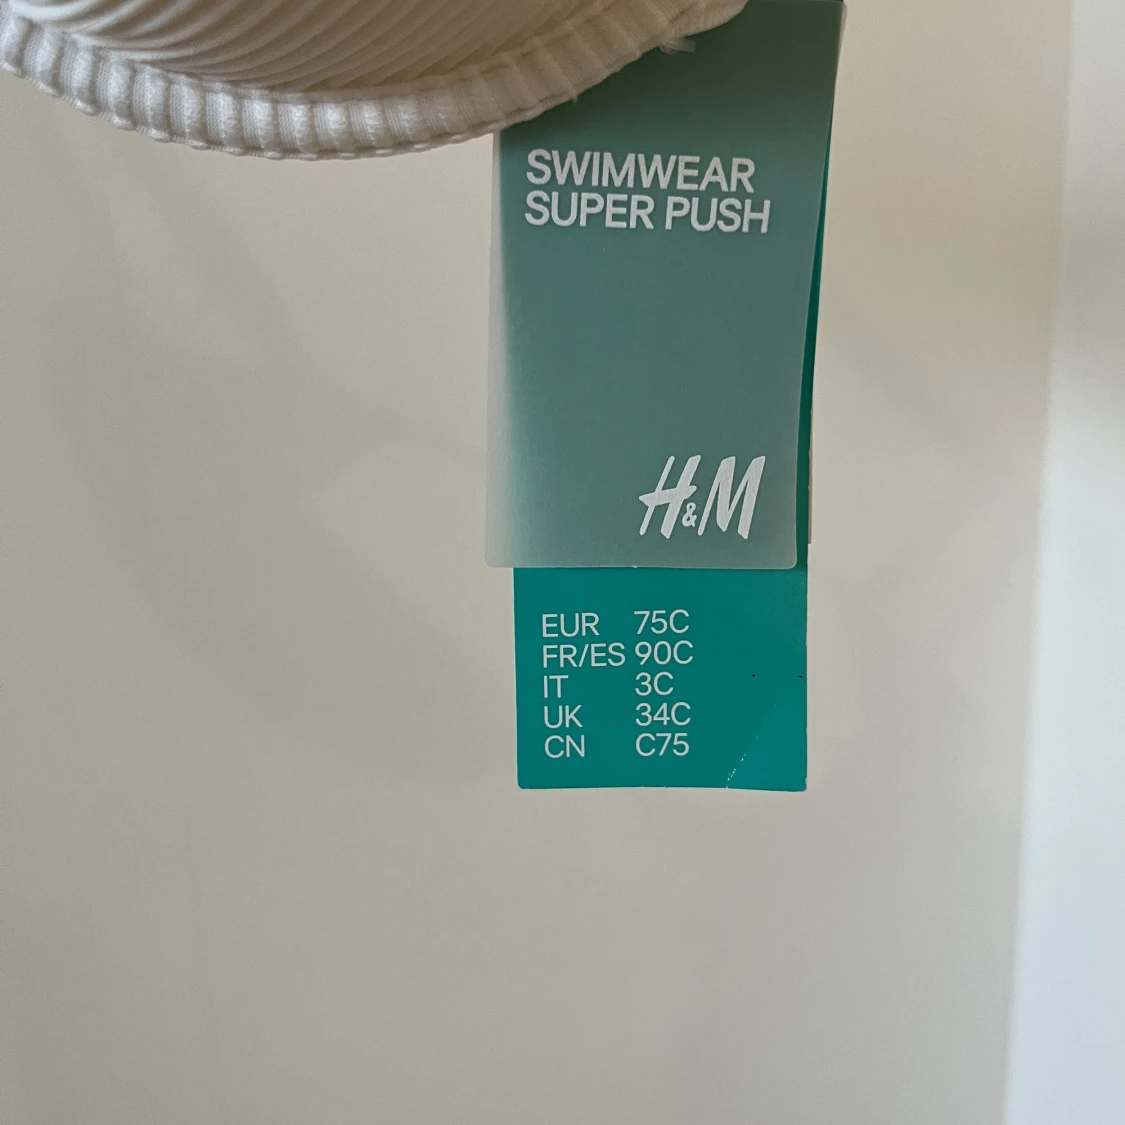 SWIMWEAR
SUPER PUSH
H&M
EUR 75C
FR/ES 90C
IT 3C
UK 34C
CN C75